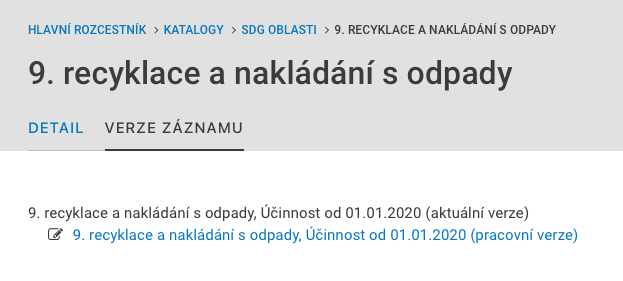 HLAVNÍ ROZCESTNÍK > KATALOGY > SDG OBLASTI > 9. RECYKLACE A NAKLÁDÁNÍ S ODPADY
9. recyklace a nakládání s odpady
DETAIL VERZE ZÁZNAMU
9. recyklace a nakládání s odpady, Účinnost od 01.01.2020 (aktuální verze)
9. recyklace a nakládání s odpady, Účinnost od 01.01.2020 (pracovní verze)